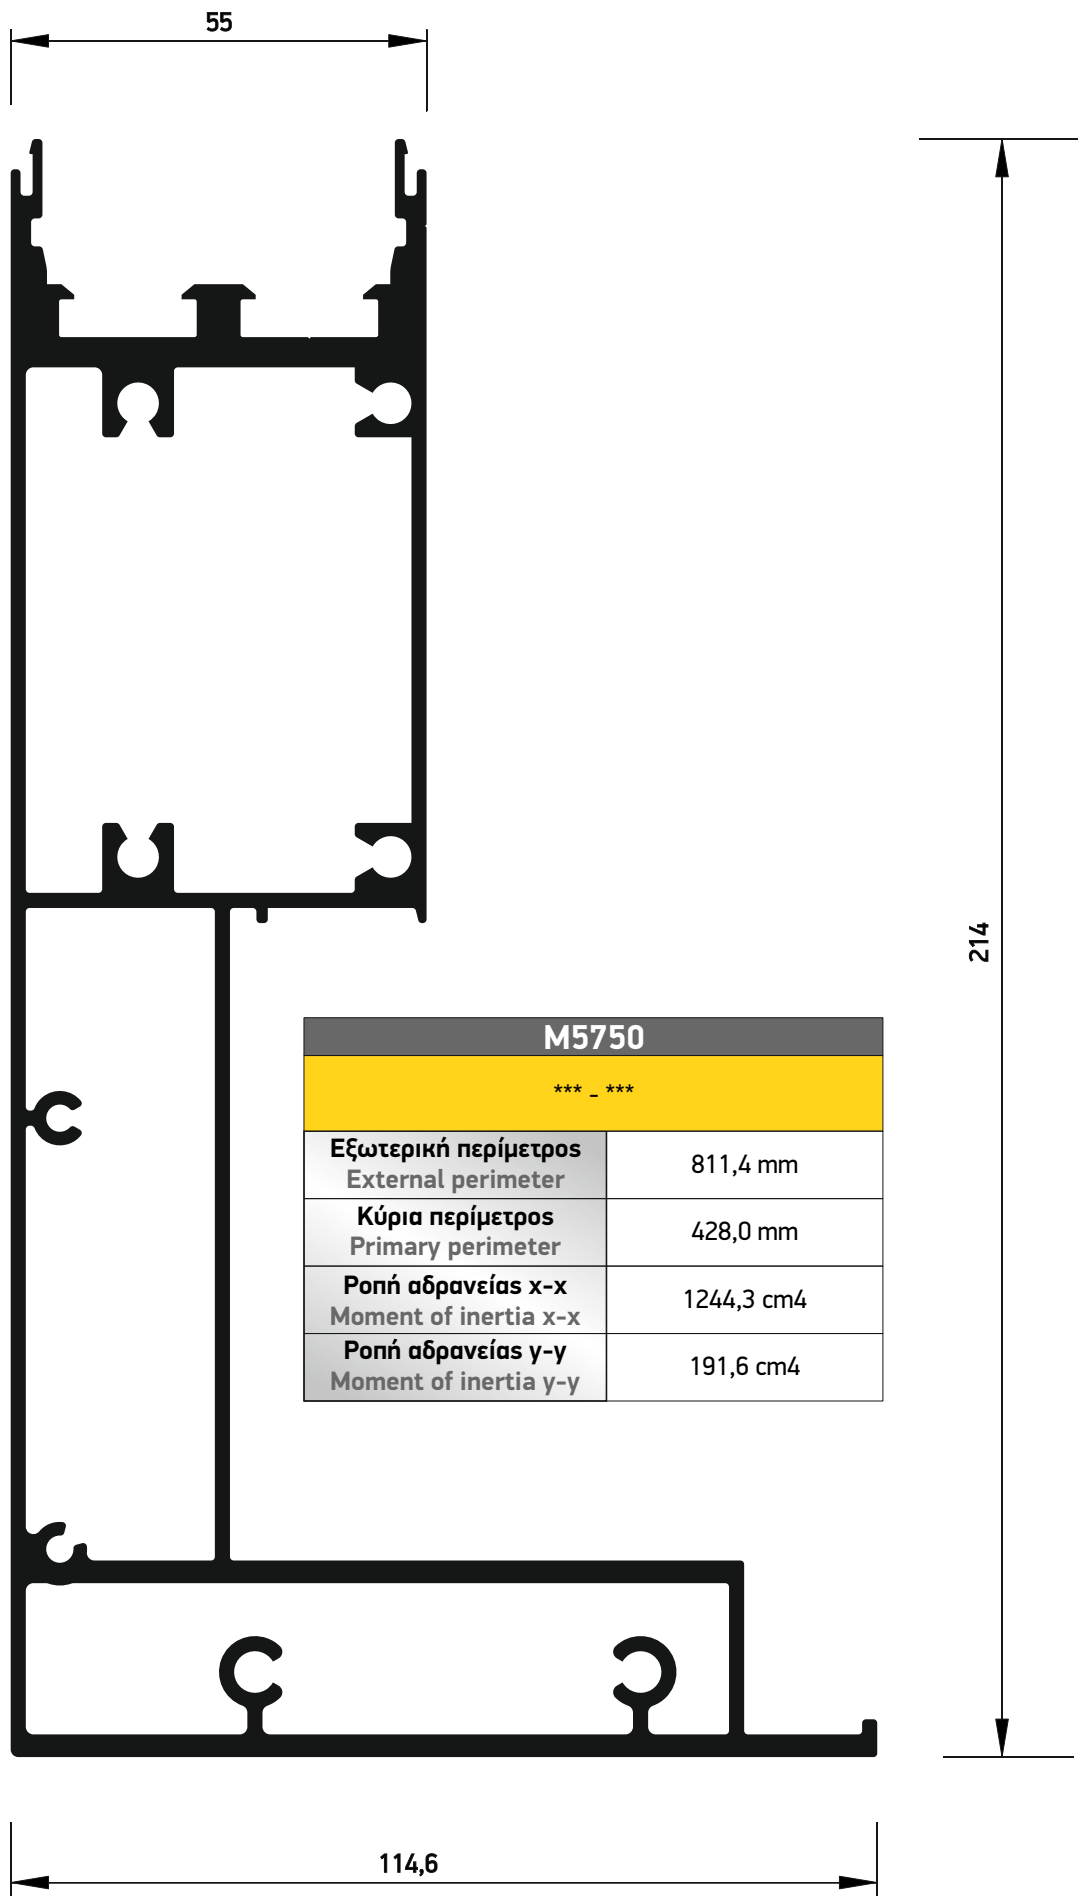 55
214
M5750
*** - ***
Εξωτερική περίμετρος
External perimeter
811,4 mm
Κύρια περίμετρος
Primary perimeter
428,0 mm
Ροπή αδρανείας x-x
Moment of inertia x-x
1244,3 cm4
Ροπή αδρανείας y-y
Moment of inertia y-y
191,6 cm4
114,6